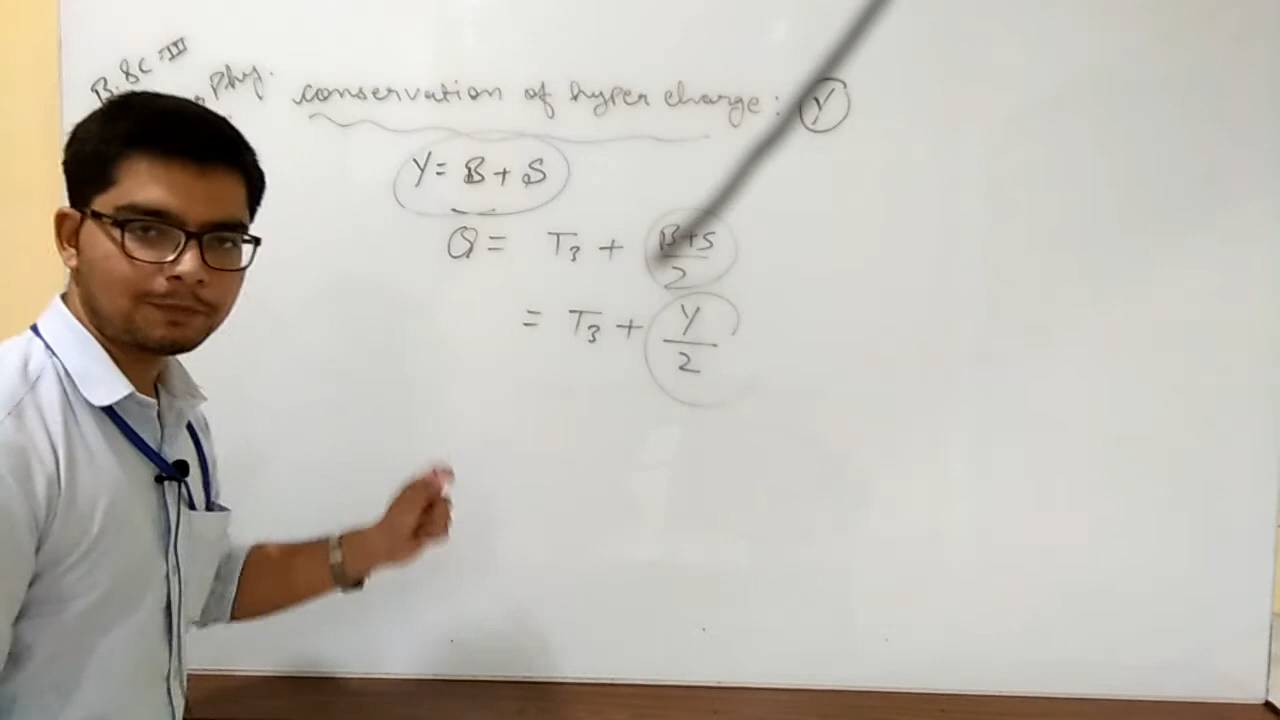 B.Sc-III
Phy. conservation of hyper charge: Y
Y = B + S
Q = T3 + B+S/2
= T3 + Y/2